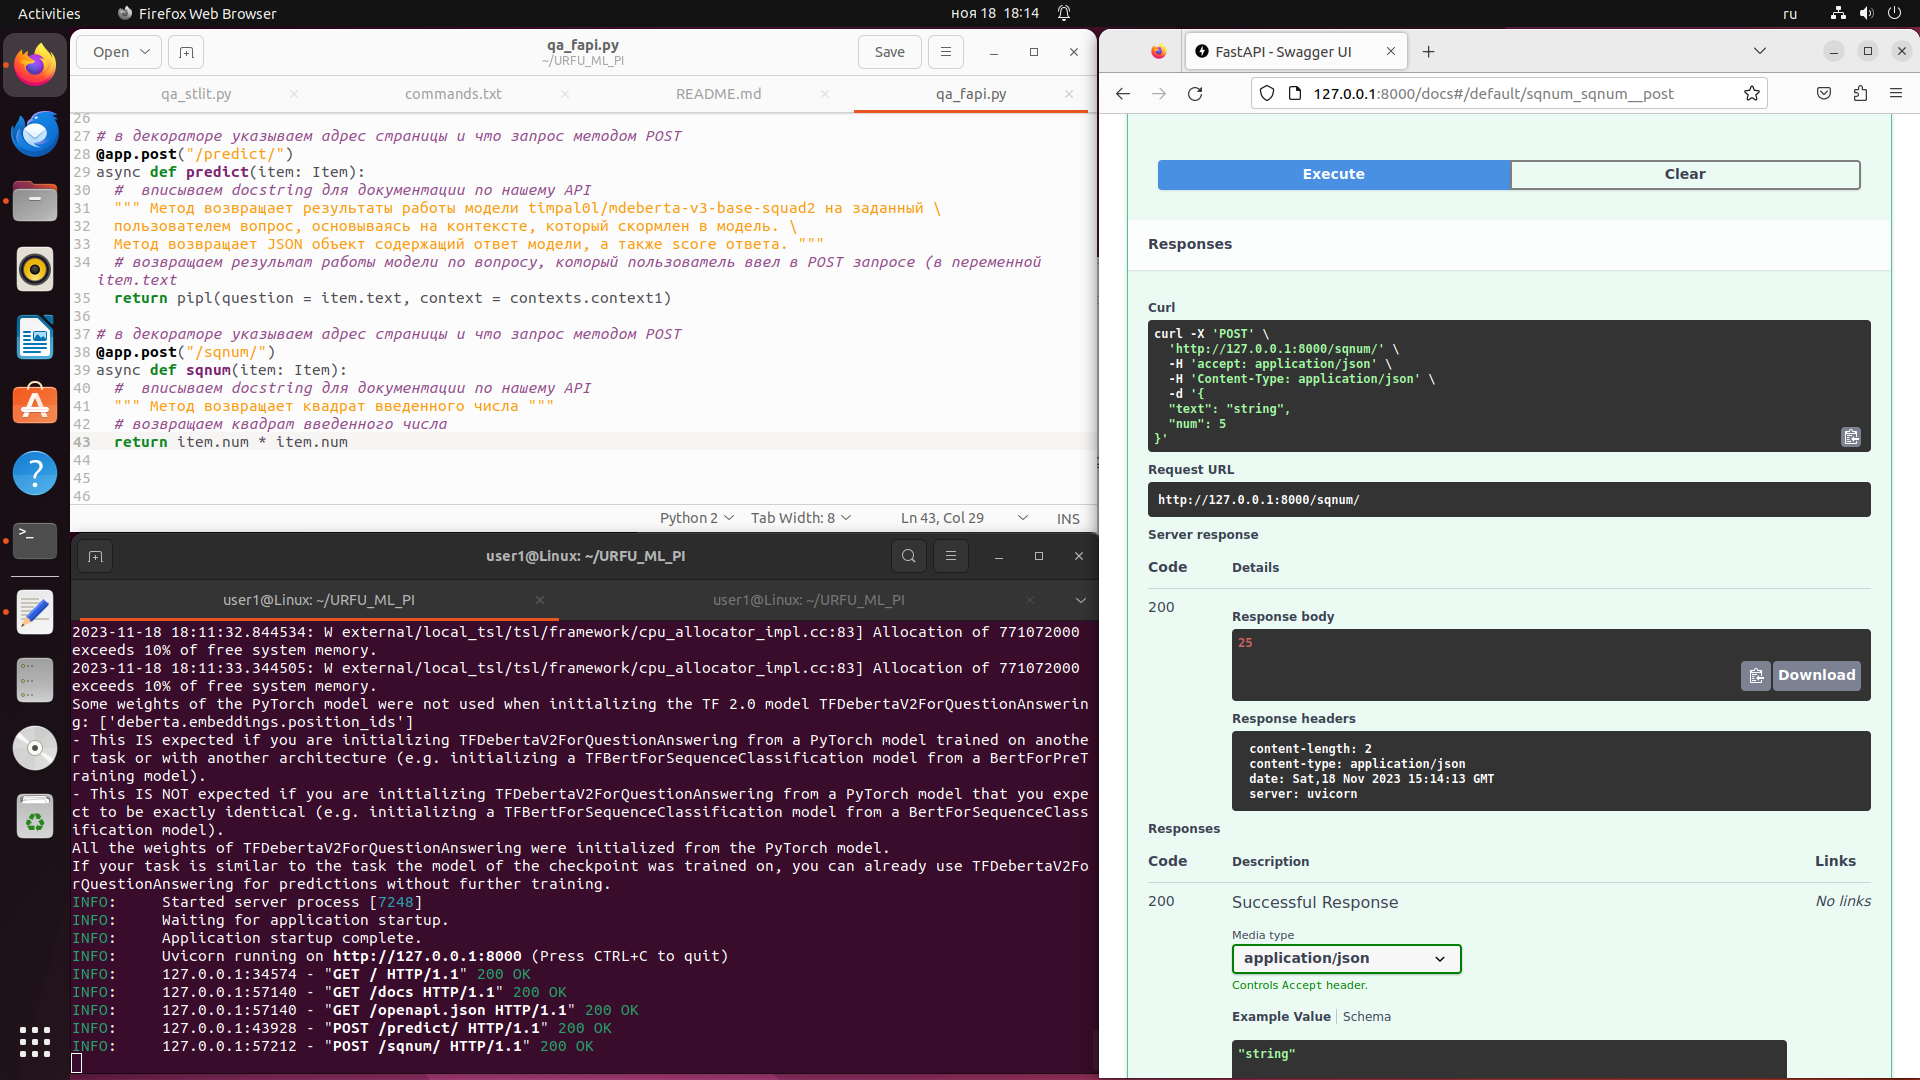 Activities
Firefox Web Browser
ноя 18 18:14
ru
Open
qa_fapi.py
~/URFU_ML_PI
Save
qa_stlit.py
commands.txt
README.md
qa_fapi.py
26
27 # в декораторе указываем адрес страницы и что запрос методом POST
28 @app.post("/predict/")
29 async def predict(item: Item):
30   #  вписываем docstring для документации по нашему API
31   """ Метод возвращает результаты работы модели timpal0l/mdeberta-v3-base-squad2 на заданный \
32   пользователем вопрос, основываясь на контексте, который скормлен в модель. \
33   Метод возвращает JSON объект содержащий ответ модели, а также score ответа. """
34   # возвращаем результат работы модели по вопросу, который пользователь ввел в POST запросе (в переменной
item.text
35   return pipl(question = item.text, context = contexts.context1)
36
37 # в декораторе указываем адрес страницы и что запрос методом POST
38 @app.post("/sqnum/")
39 async def sqnum(item: Item):
40   #  вписываем docstring для документации по нашему API
41   """ Метод возвращает квадрат введенного числа """
42   # возвращаем квадрат введенного числа
43   return item.num * item.num
44
45
46
Python 2
Tab Width: 8
Ln 43, Col 29
INS
user1@Linux: ~/URFU_ML_PI
user1@Linux: ~/URFU_ML_PI
user1@Linux: ~/URFU_ML_PI
2023-11-18 18:11:32.844534: W external/local_tsl/tsl/framework/cpu_allocator_impl.cc:83] Allocation of 771072000
exceeds 10% of free system memory.
2023-11-18 18:11:33.344505: W external/local_tsl/tsl/framework/cpu_allocator_impl.cc:83] Allocation of 771072000
exceeds 10% of free system memory.
Some weights of the PyTorch model were not used when initializing the TF 2.0 model TFDebertaV2ForQuestionAnswerin
g: ['deberta.embeddings.position_ids']
- This IS expected if you are initializing TFDebertaV2ForQuestionAnswering from a PyTorch model trained on anothe
r task or with another architecture (e.g. initializing a TFBertForSequenceClassification model from a BertForPreT
raining model).
- This IS NOT expected if you are initializing TFDebertaV2ForQuestionAnswering from a PyTorch model that you expe
ct to be exactly identical (e.g. initializing a TFBertForSequenceClassification model from a BertForSequenceClass
ification model).
All the weights of TFDebertaV2ForQuestionAnswering were initialized from the PyTorch model.
If your task is similar to the task the model of the checkpoint was trained on, you can already use TFDebertaV2Fo
rQuestionAnswering for predictions without further training.
INFO:     Started server process [7248]
INFO:     Waiting for application startup.
INFO:     Application startup complete.
INFO:     Uvicorn running on http://127.0.0.1:8000 (Press CTRL+C to quit)
INFO:     127.0.0.1:34574 - "GET / HTTP/1.1" 200 OK
INFO:     127.0.0.1:57140 - "GET /docs HTTP/1.1" 200 OK
INFO:     127.0.0.1:57140 - "GET /openapi.json HTTP/1.1" 200 OK
INFO:     127.0.0.1:43928 - "POST /predict/ HTTP/1.1" 200 OK
INFO:     127.0.0.1:57212 - "POST /sqnum/ HTTP/1.1" 200 OK
FastAPI - Swagger UI
127.0.0.1:8000/docs#/default/sqnum_sqnum__post
Execute
Clear
Responses
Curl
curl -X 'POST' \
  'http://127.0.0.1:8000/sqnum/' \
  -H 'accept: application/json' \
  -H 'Content-Type: application/json' \
  -d '{
  "text": "string",
  "num": 5
}'
Request URL
http://127.0.0.1:8000/sqnum/
Server response
Code
Details
200
Response body
25
Download
Response headers
content-length: 2
content-type: application/json
date: Sat,18 Nov 2023 15:14:13 GMT
server: uvicorn
Responses
Code
Description
Links
200
Successful Response
No links
Media type
application/json
Controls Accept header.
Example Value
Schema
"string"